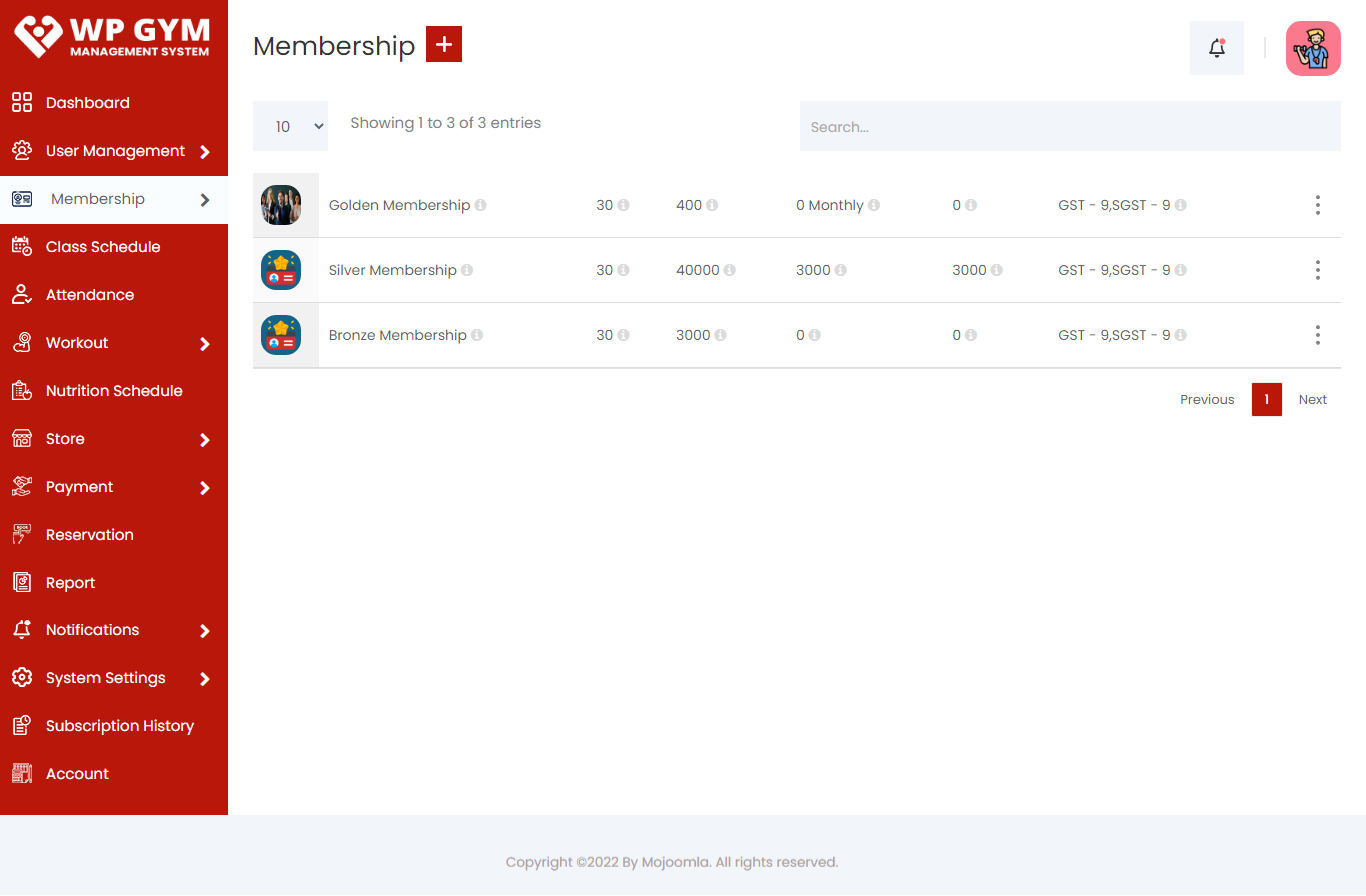 WP GYM
MANAGEMENT SYSTEM
Dashboard
User Management
Membership
Class Schedule
Attendance
Workout
Nutrition Schedule
Store
Payment
Reservation
Report
Notifications
System Settings
Subscription History
Account
Membership +
10 Showing 1 to 3 of 3 entries Search...
Golden Membership 30 400 0 Monthly 0 GST - 9,SGST - 9
Silver Membership 30 40000 3000 3000 GST - 9,SGST - 9
Bronze Membership 30 3000 0 0 GST - 9,SGST - 9
Previous 1 Next
Copyright ©2022 By Mojoomla. All rights reserved.